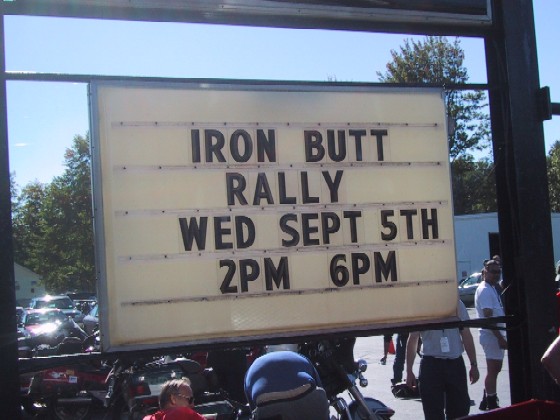 IRON BUTT
RALLY
WED SEPT 5TH
2PM 6PM